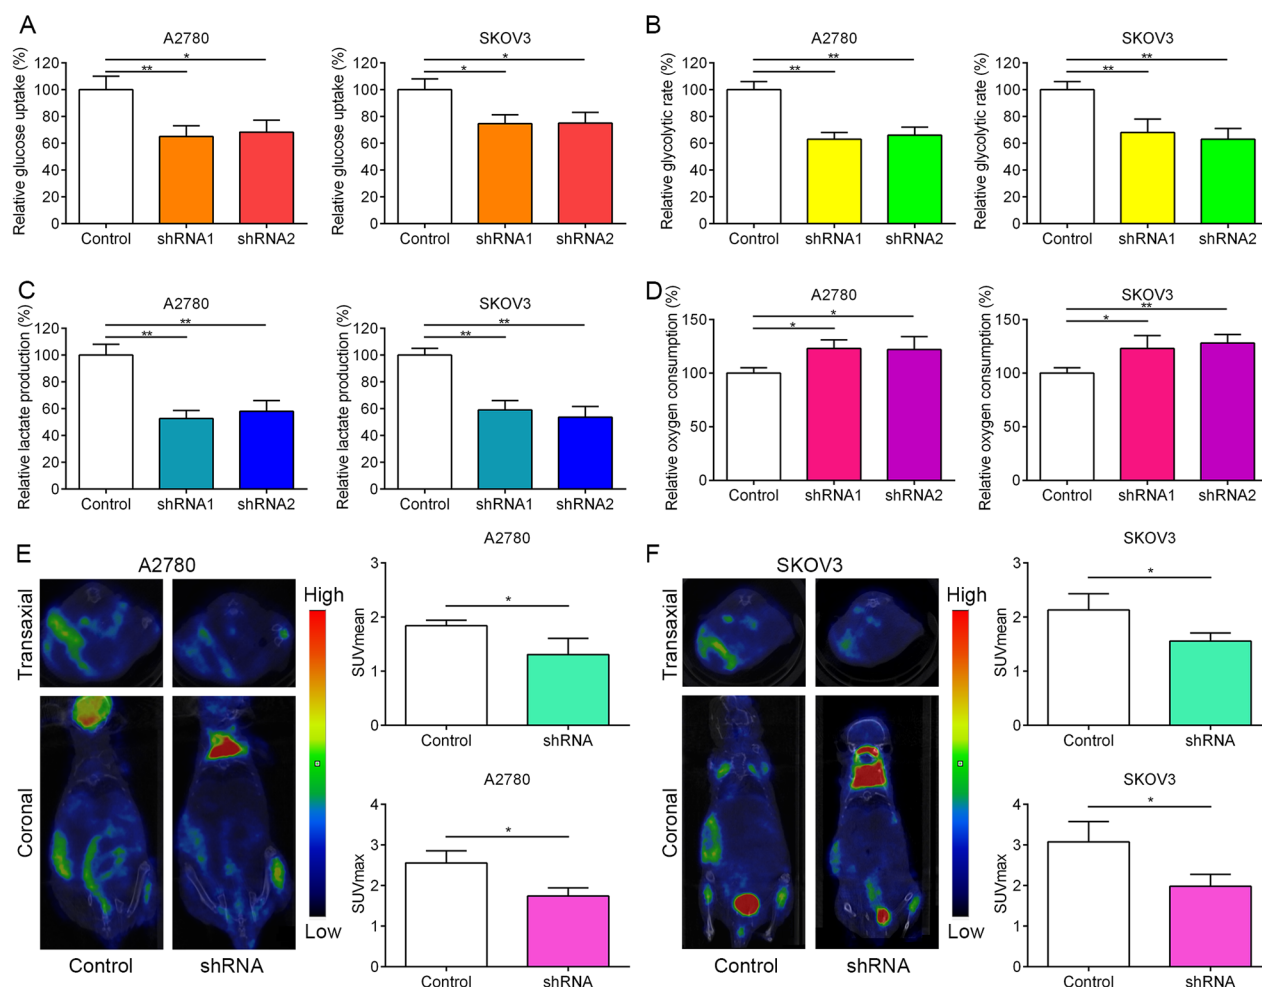 A
A2780
Relative glucose uptake (%)
120
100
80
60
40
20
0
*
**
Control shRNA1 shRNA2
SKOV3
Relative glucose uptake (%)
120
100
80
60
40
20
0
*
*
Control shRNA1 shRNA2
B
A2780
Relative glycolytic rate (%)
120
100
80
60
40
20
0
**
**
Control shRNA1 shRNA2
SKOV3
Relative glycolytic rate (%)
120
100
80
60
40
20
0
**
**
Control shRNA1 shRNA2
C
A2780
Relative lactate production (%)
120
100
80
60
40
20
0
**
**
Control shRNA1 shRNA2
SKOV3
Relative lactate production (%)
120
100
80
60
40
20
0
**
**
Control shRNA1 shRNA2
D
A2780
Relative oxygen consumption (%)
150
100
50
0
*
*
Control shRNA1 shRNA2
SKOV3
Relative oxygen consumption (%)
150
100
50
0
**
*
Control shRNA1 shRNA2
E
A2780
Transaxial
Coronal
High
Low
Control shRNA
A2780
SUVmean
3
2
1
0
*
Control shRNA
A2780
SUVmax
4
3
2
1
0
*
Control shRNA
F
SKOV3
Transaxial
Coronal
High
Low
Control shRNA
SKOV3
SUVmean
3
2
1
0
*
Control shRNA
SKOV3
SUVmax
4
3
2
1
0
*
Control shRNA